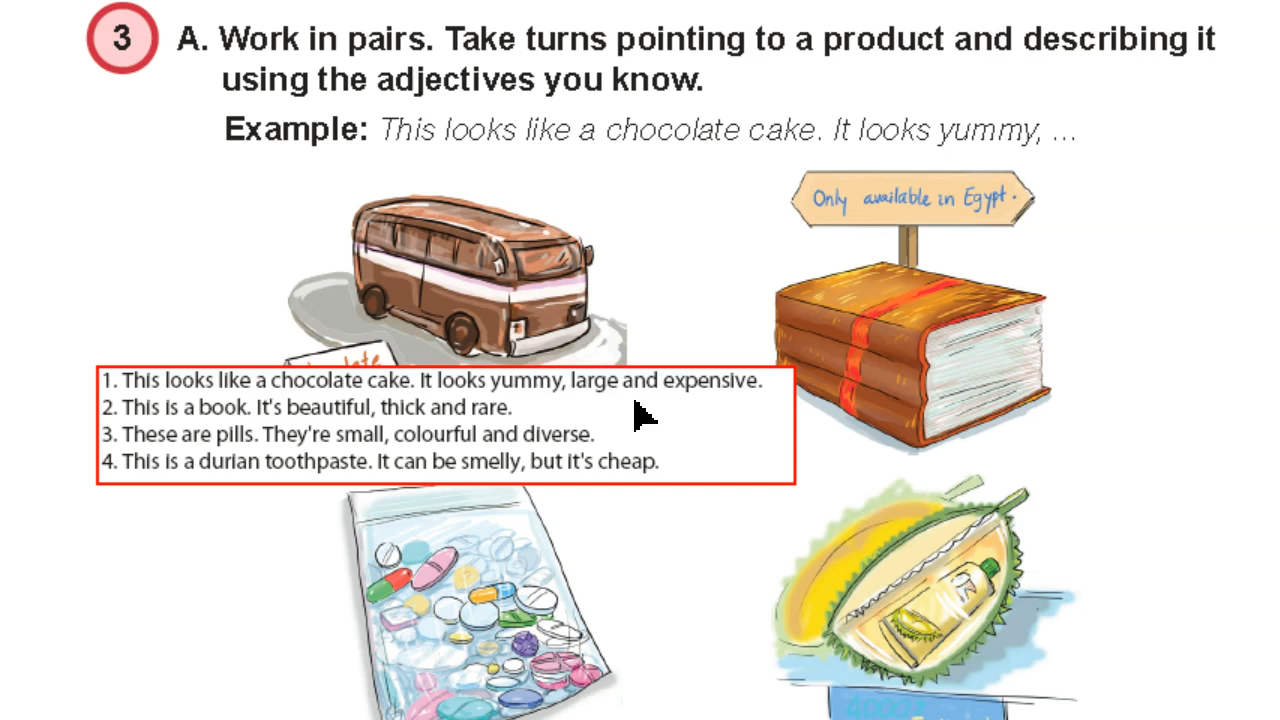 3 A. Work in pairs. Take turns pointing to a product and describing it
using the adjectives you know.
Example: This looks like a chocolate cake. It looks yummy, ...
Only available in Egypt.
1. This looks like a chocolate cake. It looks yummy, large and expensive.
2. This is a book. It's beautiful, thick and rare.
3. These are pills. They're small, colourful and diverse.
4. This is a durian toothpaste. It can be smelly, but it's cheap.